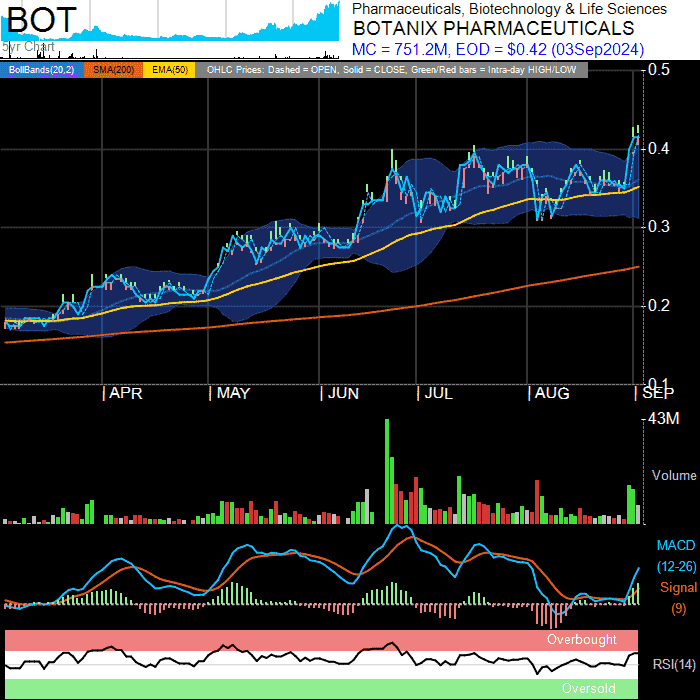 BOT
5yr Chart
Pharmaceuticals, Biotechnology & Life Sciences
BOTANIX PHARMACEUTICALS
MC = 751.2M, EOD = $0.42 (03Sep2024)
BollBands(20,2) SMA(200) EMA(50) OHLC Prices: Dashed = OPEN, Solid = CLOSE, Green/Red bars = Intra-day HIGH/LOW
0.5
0.4
0.3
0.2
0.1
APR MAY JUN JUL AUG SEP
43M
Volume
MACD
(12-26)
Signal
(9)
Overbought
RSI(14)
Oversold